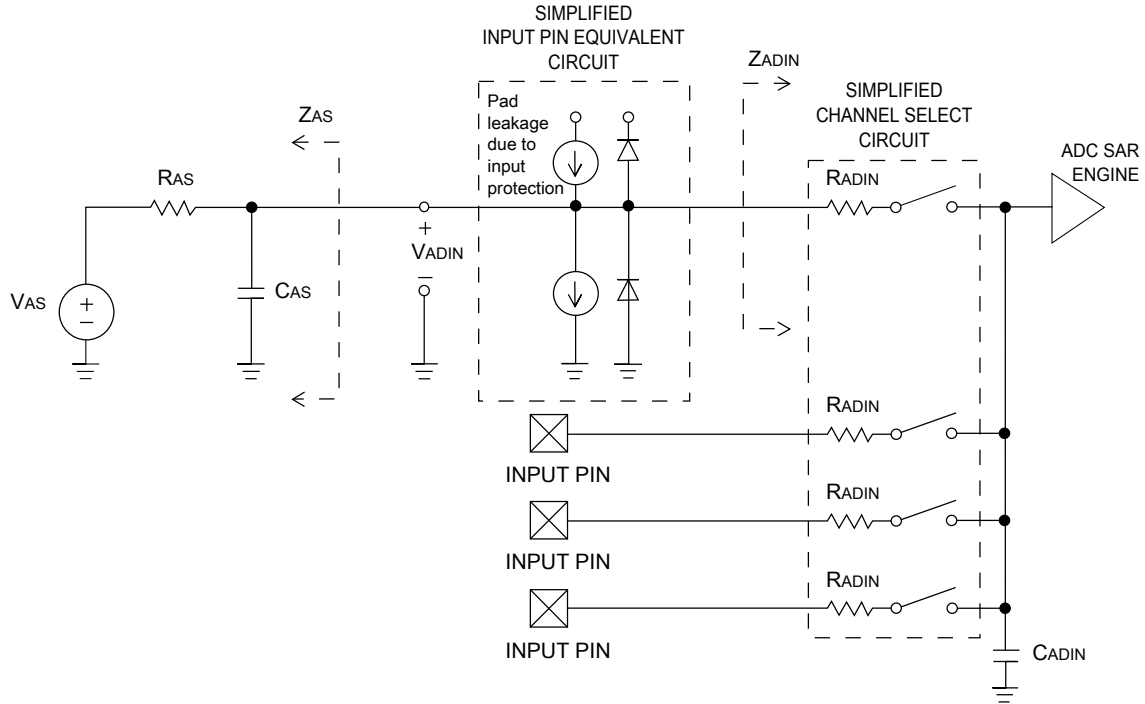 SIMPLIFIED
INPUT PIN EQUIVALENT
CIRCUIT
ZADIN
SIMPLIFIED
CHANNEL SELECT
CIRCUIT
Pad
leakage
due to
input
protection
ZAS
ADC SAR
ENGINE
RAS
RADIN
+
VADIN
–
CAS
VAS
+
–
RADIN
INPUT PIN
RADIN
INPUT PIN
RADIN
INPUT PIN
CADIN